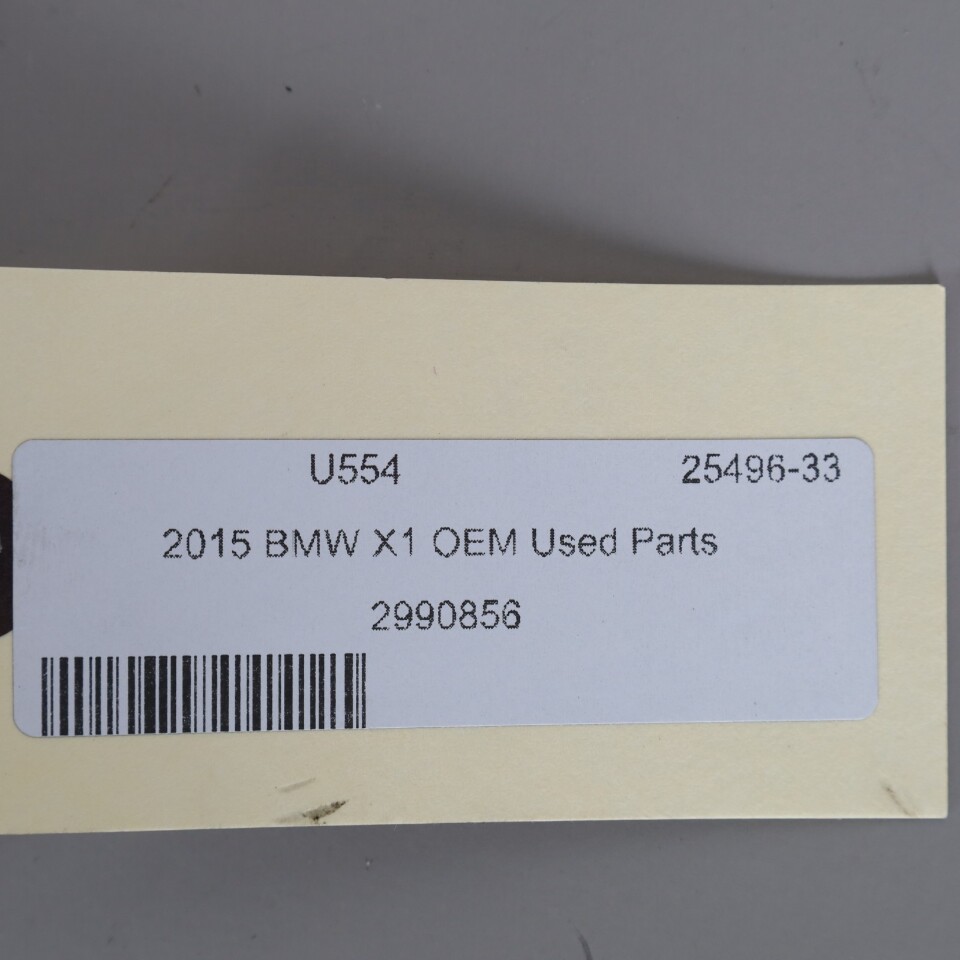 U554 25496-33
2015 BMW X1 OEM Used Parts
2990856